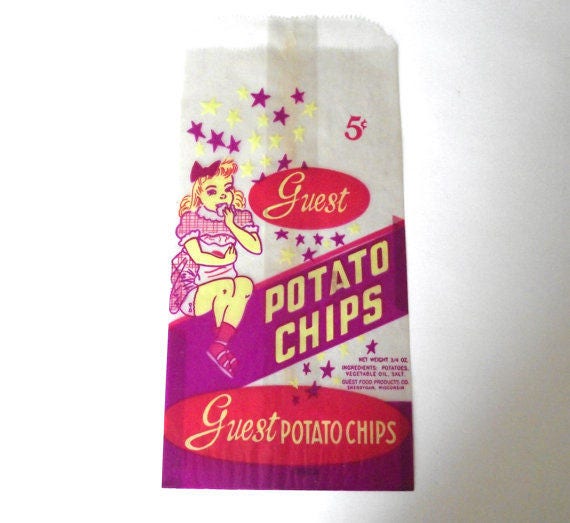 5¢
Guest
POTATO
CHIPS
NET WEIGHT 3/4 OZ.
INGREDIENTS: POTATOES,
VEGETABLE OIL, SALT.
GUEST FOOD PRODUCTS CO.
SHEBOYGAN, WISCONSIN
Guest POTATO CHIPS